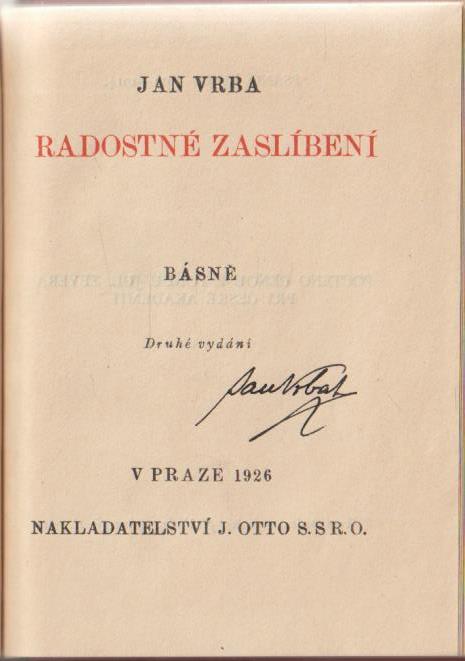 JAN VRBA
RADOSTNÉ ZASLÍBENÍ
BÁSNĚ
Druhé vydání
Jan Vrba
V PRAZE 1926
NAKLADATELSTVÍ J. OTTO S. S R. O.